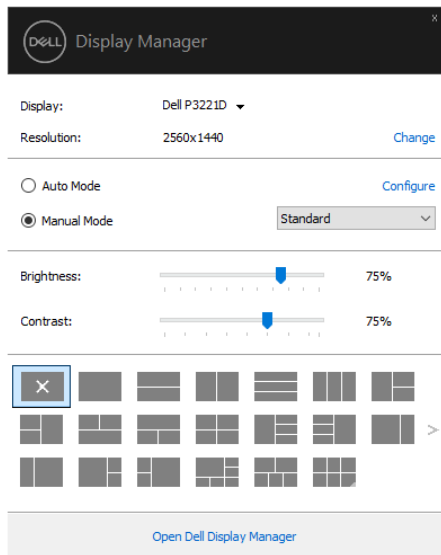 x
DELL Display Manager
Display: Dell P3221D
Resolution: 2560x1440 Change
Auto Mode Configure
Manual Mode Standard
Brightness: 75%
Contrast: 75%
Open Dell Display Manager